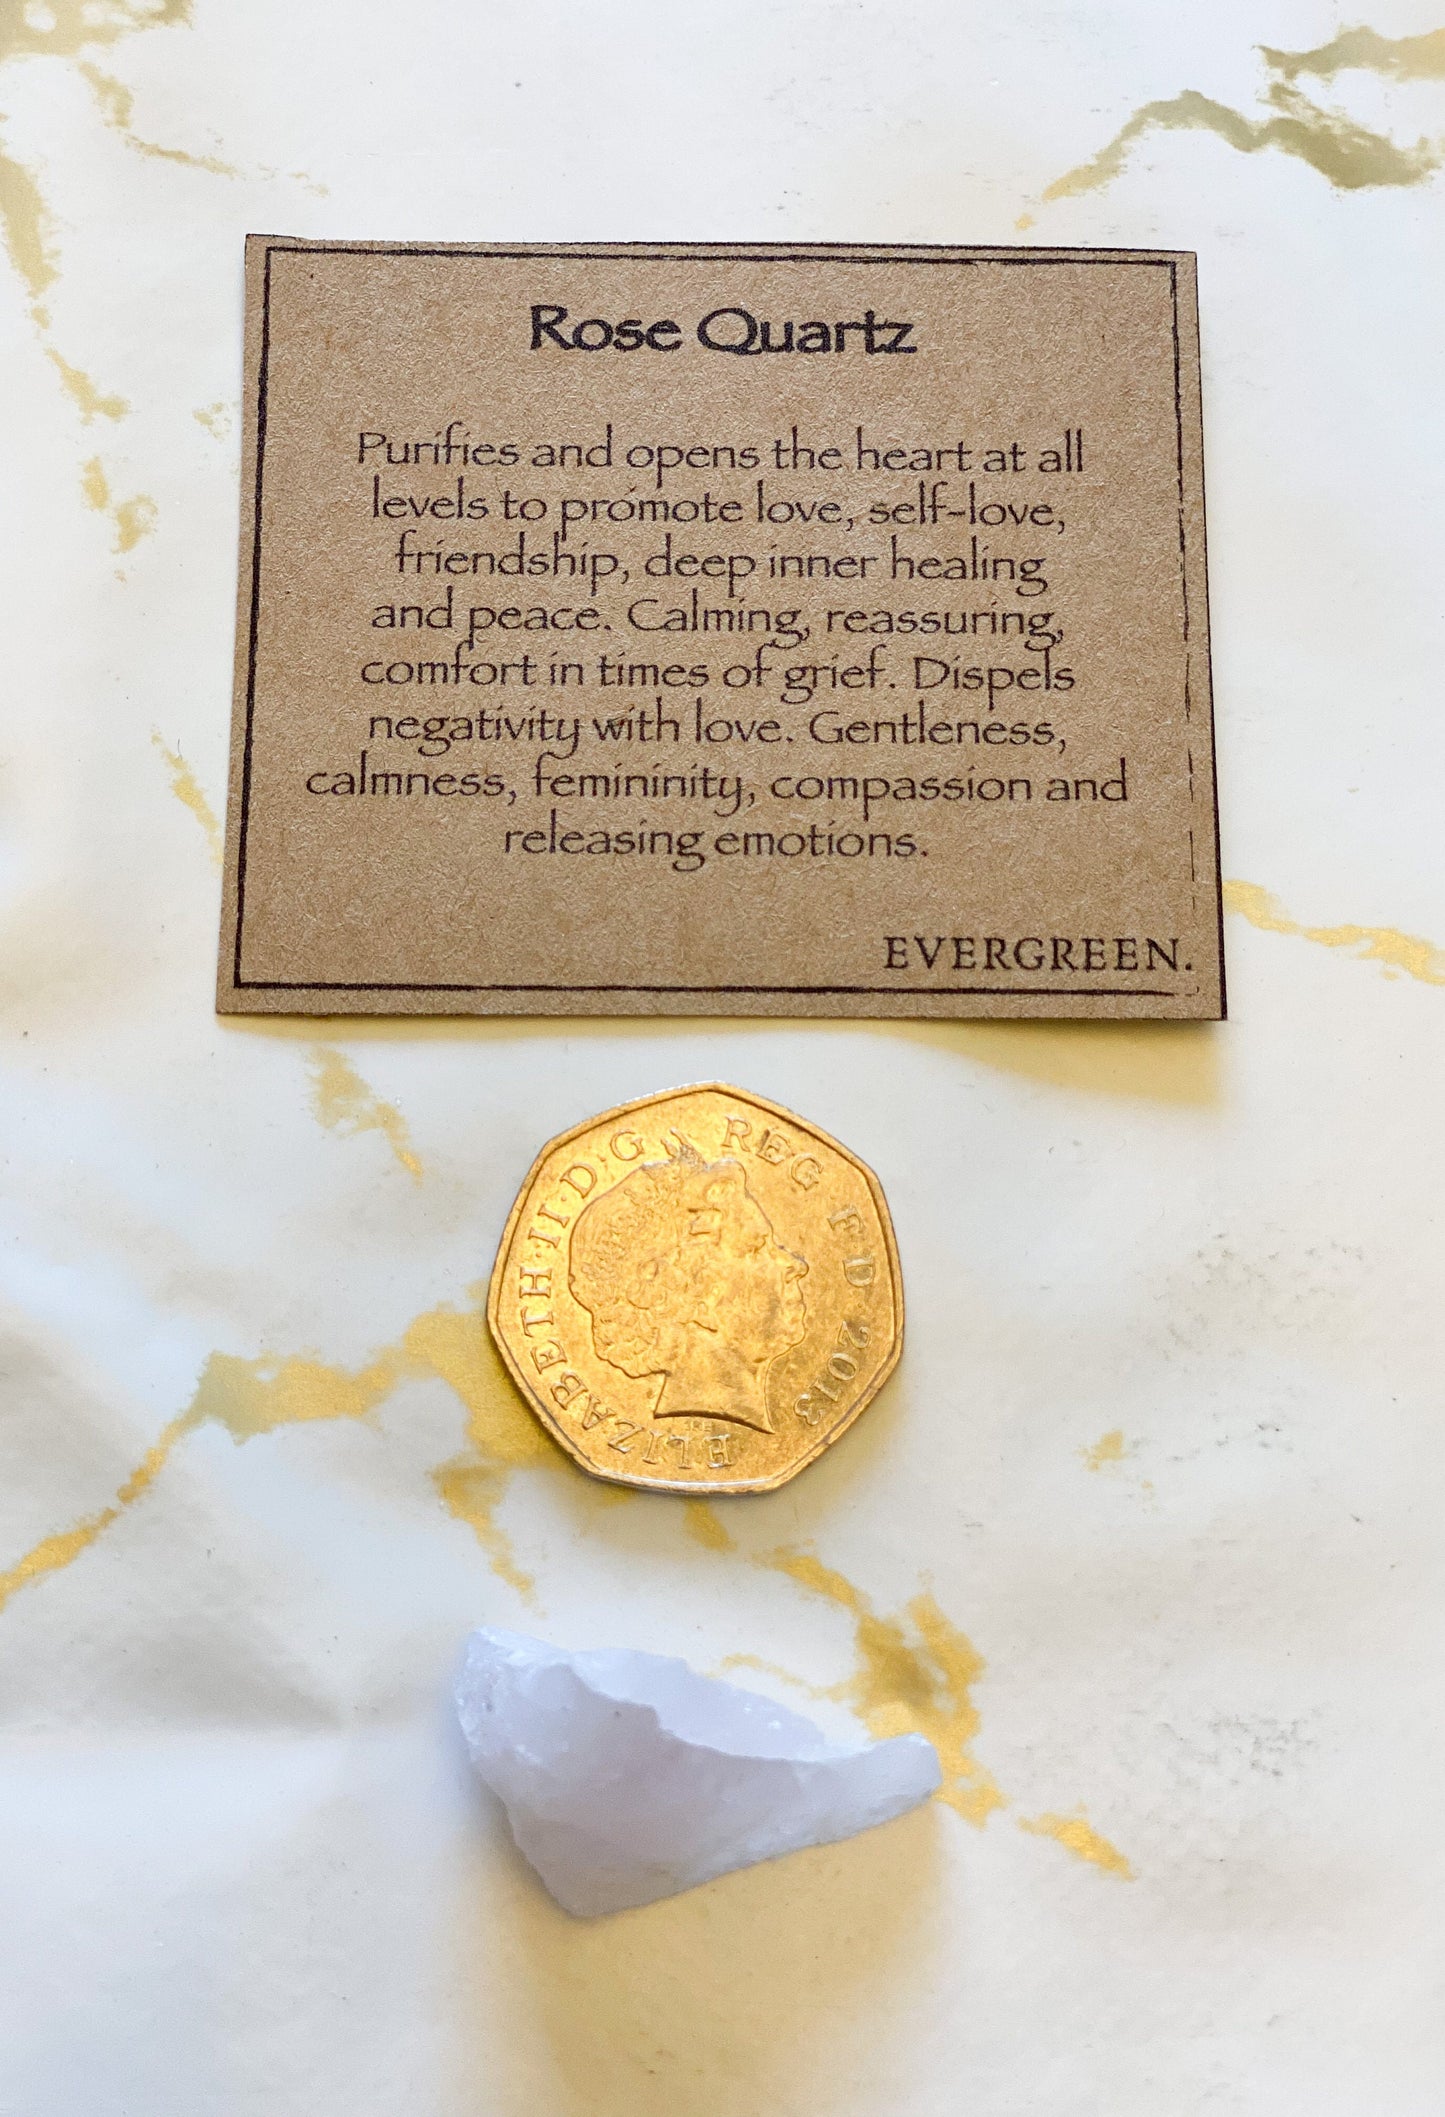 Rose Quartz
Purifies and opens the heart at all
levels to promote love, self-love,
friendship, deep inner healing
and peace. Calming, reassuring,
comfort in times of grief. Dispels
negativity with love. Gentleness,
calmness, femininity, compassion and
releasing emotions.
EVERGREEN.
ELIZABETH·II·D·G REG F D 2013